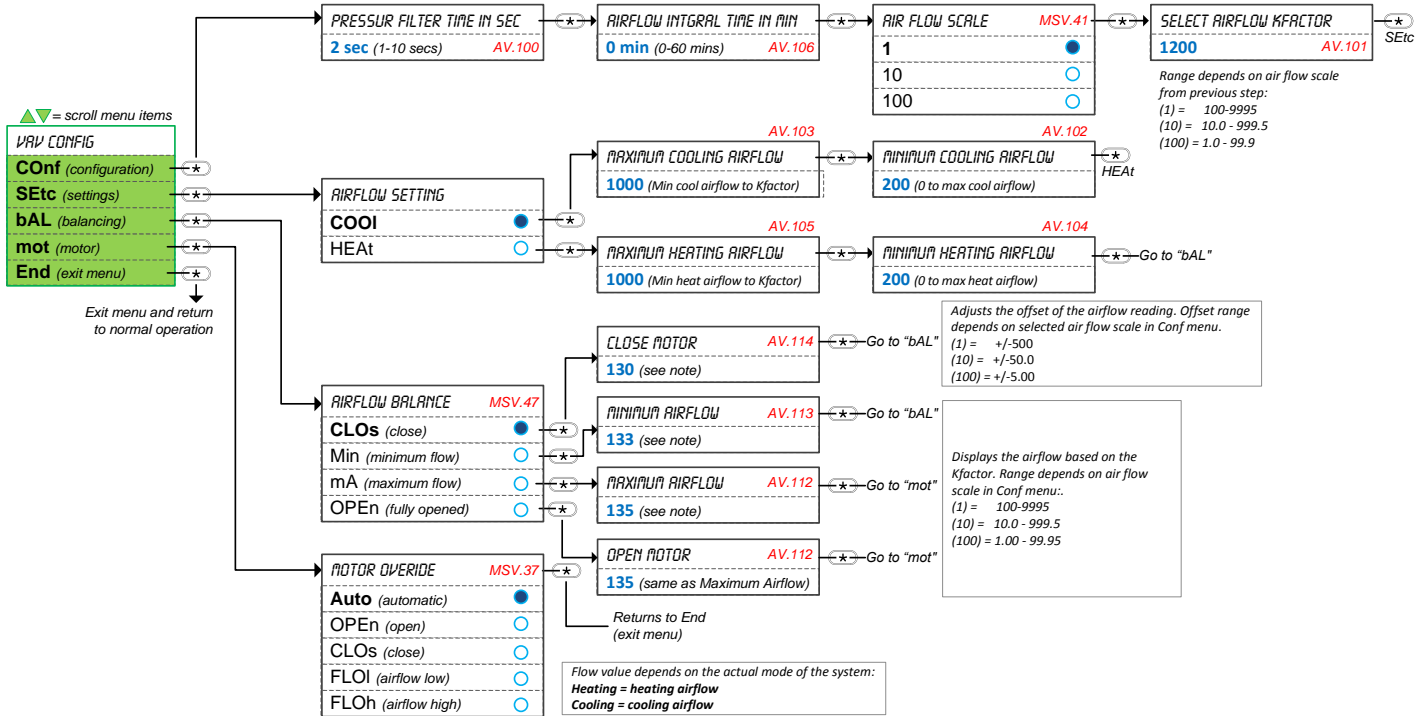 PRESSUR FILTER TIME IN SEC
2 sec (1-10 secs) AV.100
*
AIRFLOW INTGRAL TIME IN MIN
0 min (0-60 mins) AV.106
*
AIR FLOW SCALE MSV.41
1
10
100
*
SELECT AIRFLOW KFACTOR
1200 AV.101
*
SEtc
Range depends on air flow scale
from previous step:
(1) = 100-9995
(10) = 10.0 - 999.5
(100) = 1.0 - 99.9
= scroll menu items
VAV CONFIG
COnf (configuration) *
SEtc (settings) *
bAL (balancing) *
mot (motor) *
End (exit menu) *
Exit menu and return
to normal operation
AIRFLOW SETTING
COOl *
HEAt *
AV.103
MAXIMUM COOLING AIRFLOW
1000 (Min cool airflow to Kfactor)
*
AV.102
MINIMUM COOLING AIRFLOW
200 (0 to max cool airflow)
*
HEAt
AV.105
MAXIMUM HEATING AIRFLOW
1000 (Min heat airflow to Kfactor)
*
AV.104
MINIMUM HEATING AIRFLOW
200 (0 to max heat airflow)
* Go to “bAL”
AIRFLOW BALANCE MSV.47
CLOs (close) *
Min (minimum flow) *
mA (maximum flow) *
OPEn (fully opened) *
CLOSE MOTOR AV.114
130 (see note)
* Go to “bAL”
Adjusts the offset of the airflow reading. Offset range
depends on selected air flow scale in Conf menu.
(1) = +/-500
(10) = +/-50.0
(100) = +/-5.00
MINIMUM AIRFLOW AV.113
133 (see note)
* Go to “bAL”
MAXIMUM AIRFLOW AV.112
135 (see note)
* Go to “mot”
OPEN MOTOR AV.112
135 (same as Maximum Airflow)
* Go to “mot”
Displays the airflow based on the
Kfactor. Range depends on air flow
scale in Conf menu:.
(1) = 100-9995
(10) = 10.0 - 999.5
(100) = 1.00 - 99.95
MOTOR OVERIDE MSV.37
*
Auto (automatic)
OPEn (open)
CLOs (close)
FLOl (airflow low)
FLOh (airflow high)
Returns to End
(exit menu)
Flow value depends on the actual mode of the system:
Heating = heating airflow
Cooling = cooling airflow